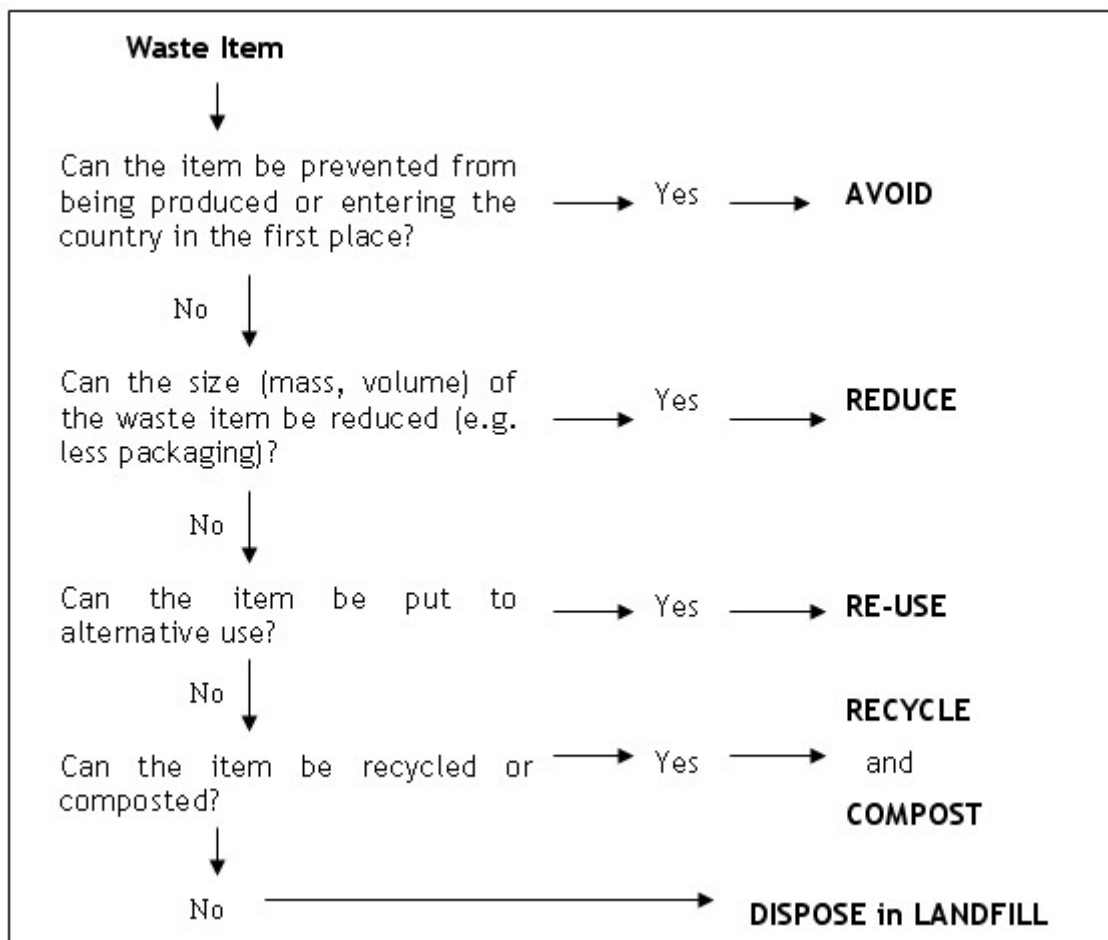 Waste Item
Can the item be prevented from
being produced or entering the
country in the first place?
Yes
AVOID
No
Can the size (mass, volume) of
the waste item be reduced (e.g.
less packaging)?
Yes
REDUCE
No
Can the item be put to
alternative use?
Yes
RE-USE
No
Can the item be recycled or
composted?
Yes
RECYCLE
and
COMPOST
No
DISPOSE in LANDFILL